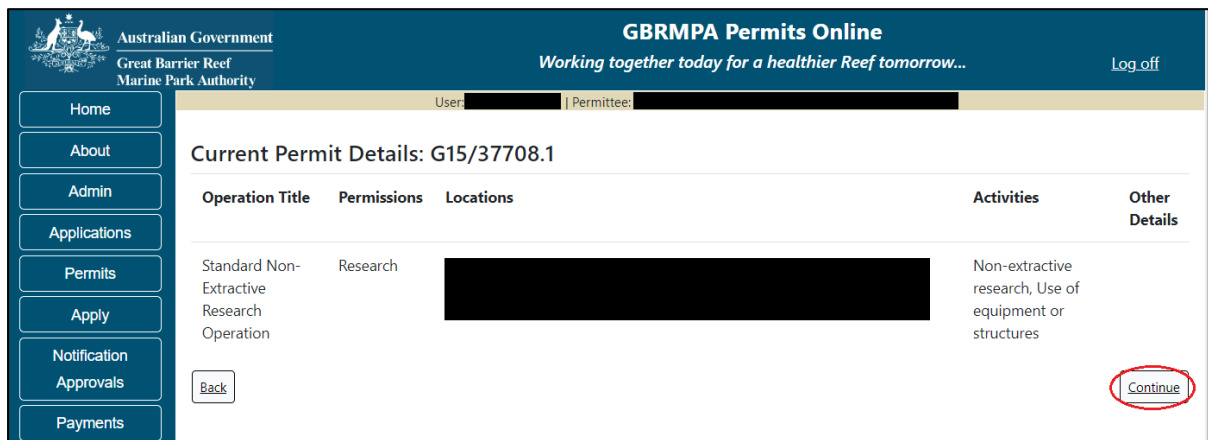 Australian Government
Great Barrier Reef
Marine Park Authority
GBRMPA Permits Online
Working together today for a healthier Reef tomorrow...
Log off
User: | Permittee:
Home
About
Admin
Applications
Permits
Apply
Notification
Approvals
Payments
Current Permit Details: G15/37708.1
Operation Title Permissions Locations Activities Other
Details
Standard Non- Research Non-extractive
Extractive research, Use of
Research equipment or
Operation structures
Back Continue